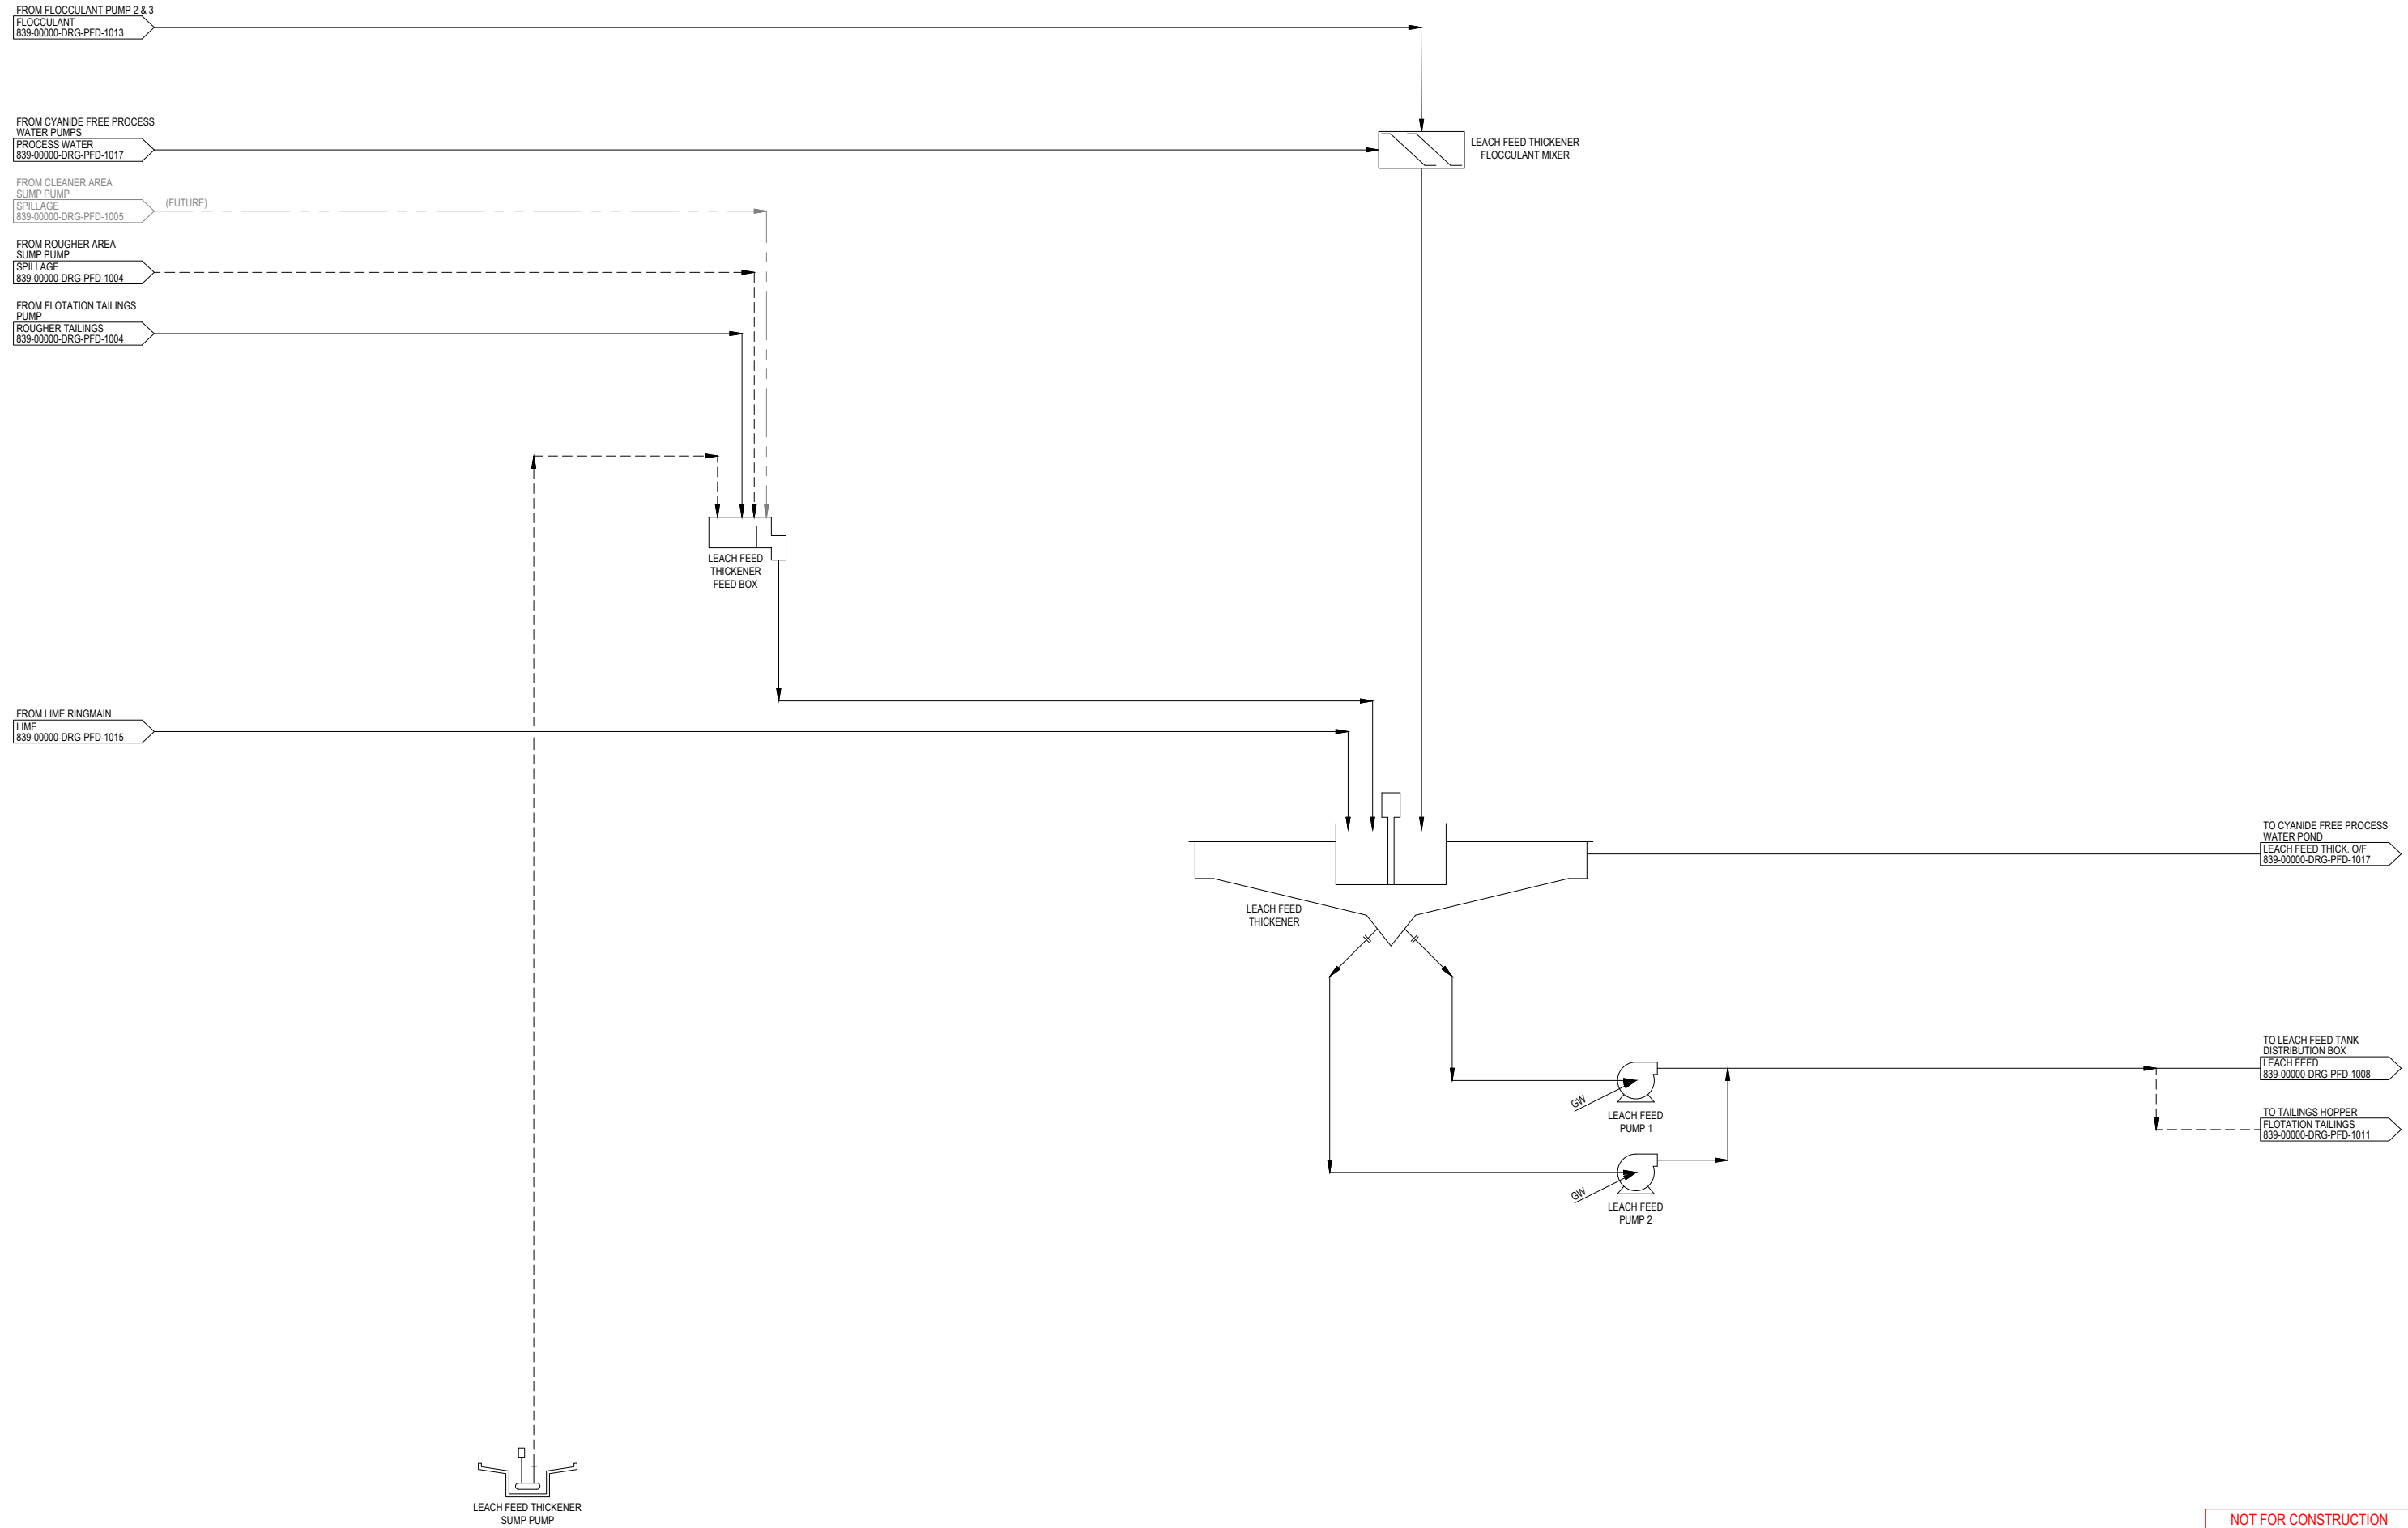 FROM FLOCCULANT PUMP 2 & 3
FLOCCULANT
839-00000-DRG-PFD-1013
FROM CYANIDE FREE PROCESS
WATER PUMPS
PROCESS WATER
839-00000-DRG-PFD-1017
LEACH FEED THICKENER
FLOCCULANT MIXER
FROM CLEANER AREA
SUMP PUMP
SPILLAGE
839-00000-DRG-PFD-1005
(FUTURE)
FROM ROUGHER AREA
SUMP PUMP
SPILLAGE
839-00000-DRG-PFD-1004
FROM FLOTATION TAILINGS
PUMP
ROUGHER TAILINGS
839-00000-DRG-PFD-1004
LEACH FEED
THICKENER
FEED BOX
FROM LIME RINGMAIN
LIME
839-00000-DRG-PFD-1015
TO CYANIDE FREE PROCESS
WATER POND
LEACH FEED THICK. O/F
839-00000-DRG-PFD-1017
LEACH FEED
THICKENER
TO LEACH FEED TANK
DISTRIBUTION BOX
LEACH FEED
839-00000-DRG-PFD-1008
GW
LEACH FEED
PUMP 1
TO TAILINGS HOPPER
FLOTATION TAILINGS
839-00000-DRG-PFD-1011
GW
LEACH FEED
PUMP 2
LEACH FEED THICKENER
SUMP PUMP
NOT FOR CONSTRUCTION